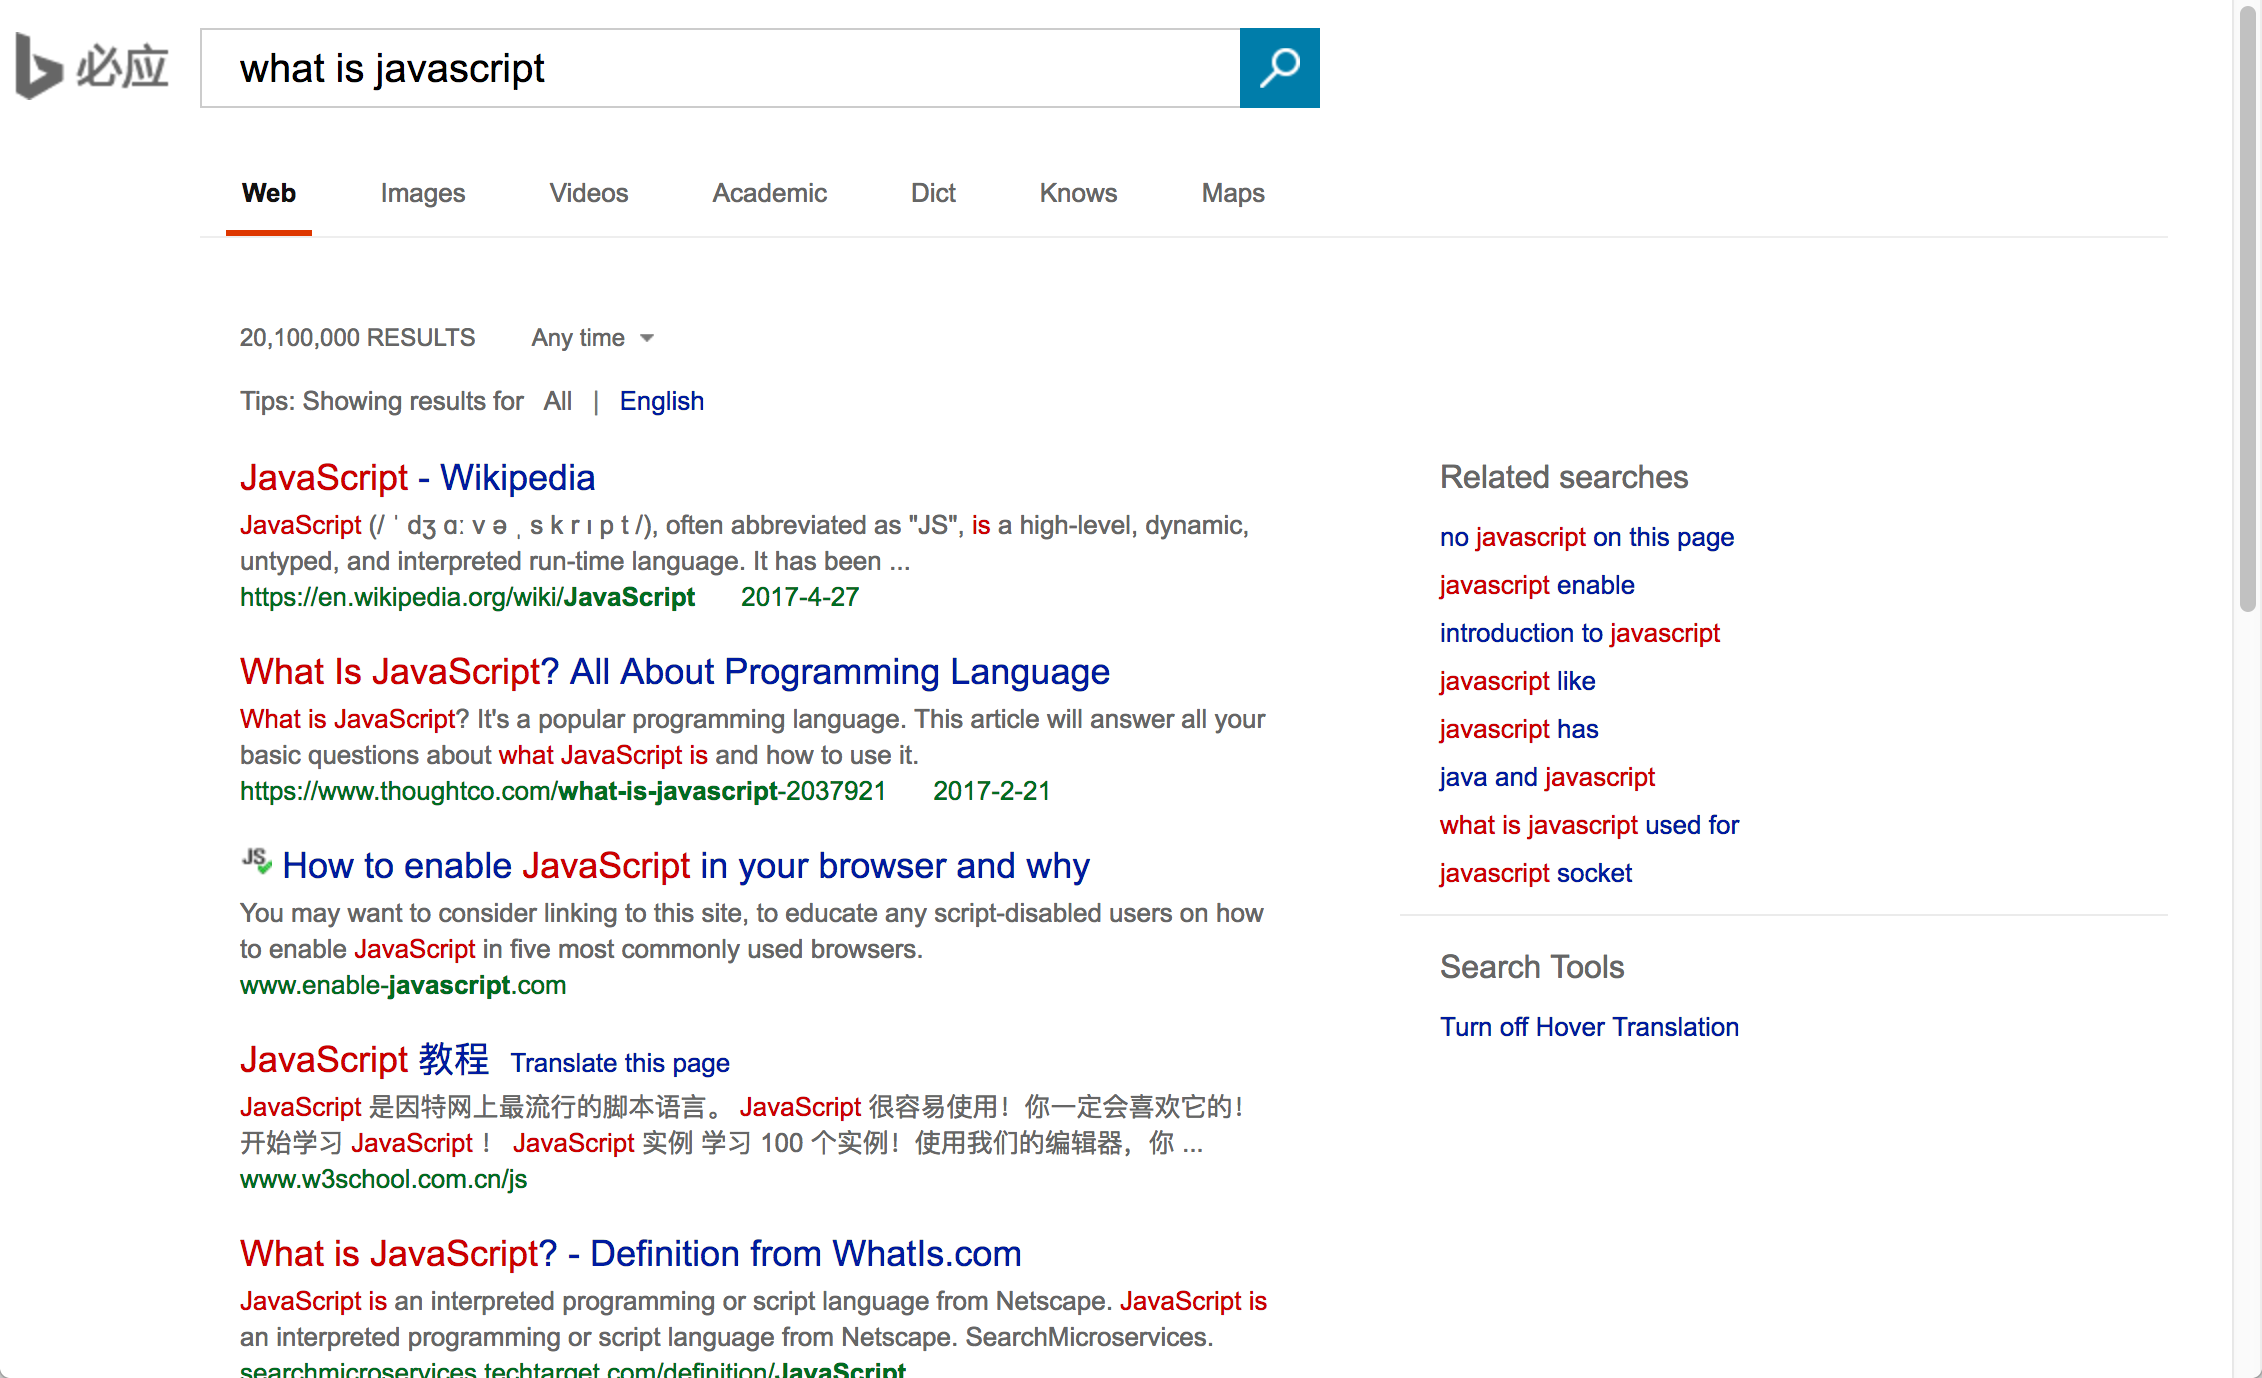 必应
what is javascript
Web Images Videos Academic Dict Knows Maps
20,100,000 RESULTS Any time
Tips: Showing results for All | English
JavaScript - Wikipedia
JavaScript (/ ˈ dʒ ɑː v ə ˌ s k r ɪ p t /), often abbreviated as "JS", is a high-level, dynamic,
untyped, and interpreted run-time language. It has been ...
https://en.wikipedia.org/wiki/JavaScript 2017-4-27
What Is JavaScript? All About Programming Language
What is JavaScript? It's a popular programming language. This article will answer all your
basic questions about what JavaScript is and how to use it.
https://www.thoughtco.com/what-is-javascript-2037921 2017-2-21
JS How to enable JavaScript in your browser and why
You may want to consider linking to this site, to educate any script-disabled users on how
to enable JavaScript in five most commonly used browsers.
www.enable-javascript.com
JavaScript 教程 Translate this page
JavaScript 是因特网上最流行的脚本语言。 JavaScript 很容易使用！你一定会喜欢它的！
开始学习 JavaScript ！ JavaScript 实例 学习 100 个实例！使用我们的编辑器，你 ...
www.w3school.com.cn/js
What is JavaScript? - Definition from WhatIs.com
JavaScript is an interpreted programming or script language from Netscape. JavaScript is
an interpreted programming or script language from Netscape. SearchMicroservices.
searchmicroservices.techtarget.com/definition/JavaScript
Related searches
no javascript on this page
javascript enable
introduction to javascript
javascript like
javascript has
java and javascript
what is javascript used for
javascript socket
Search Tools
Turn off Hover Translation